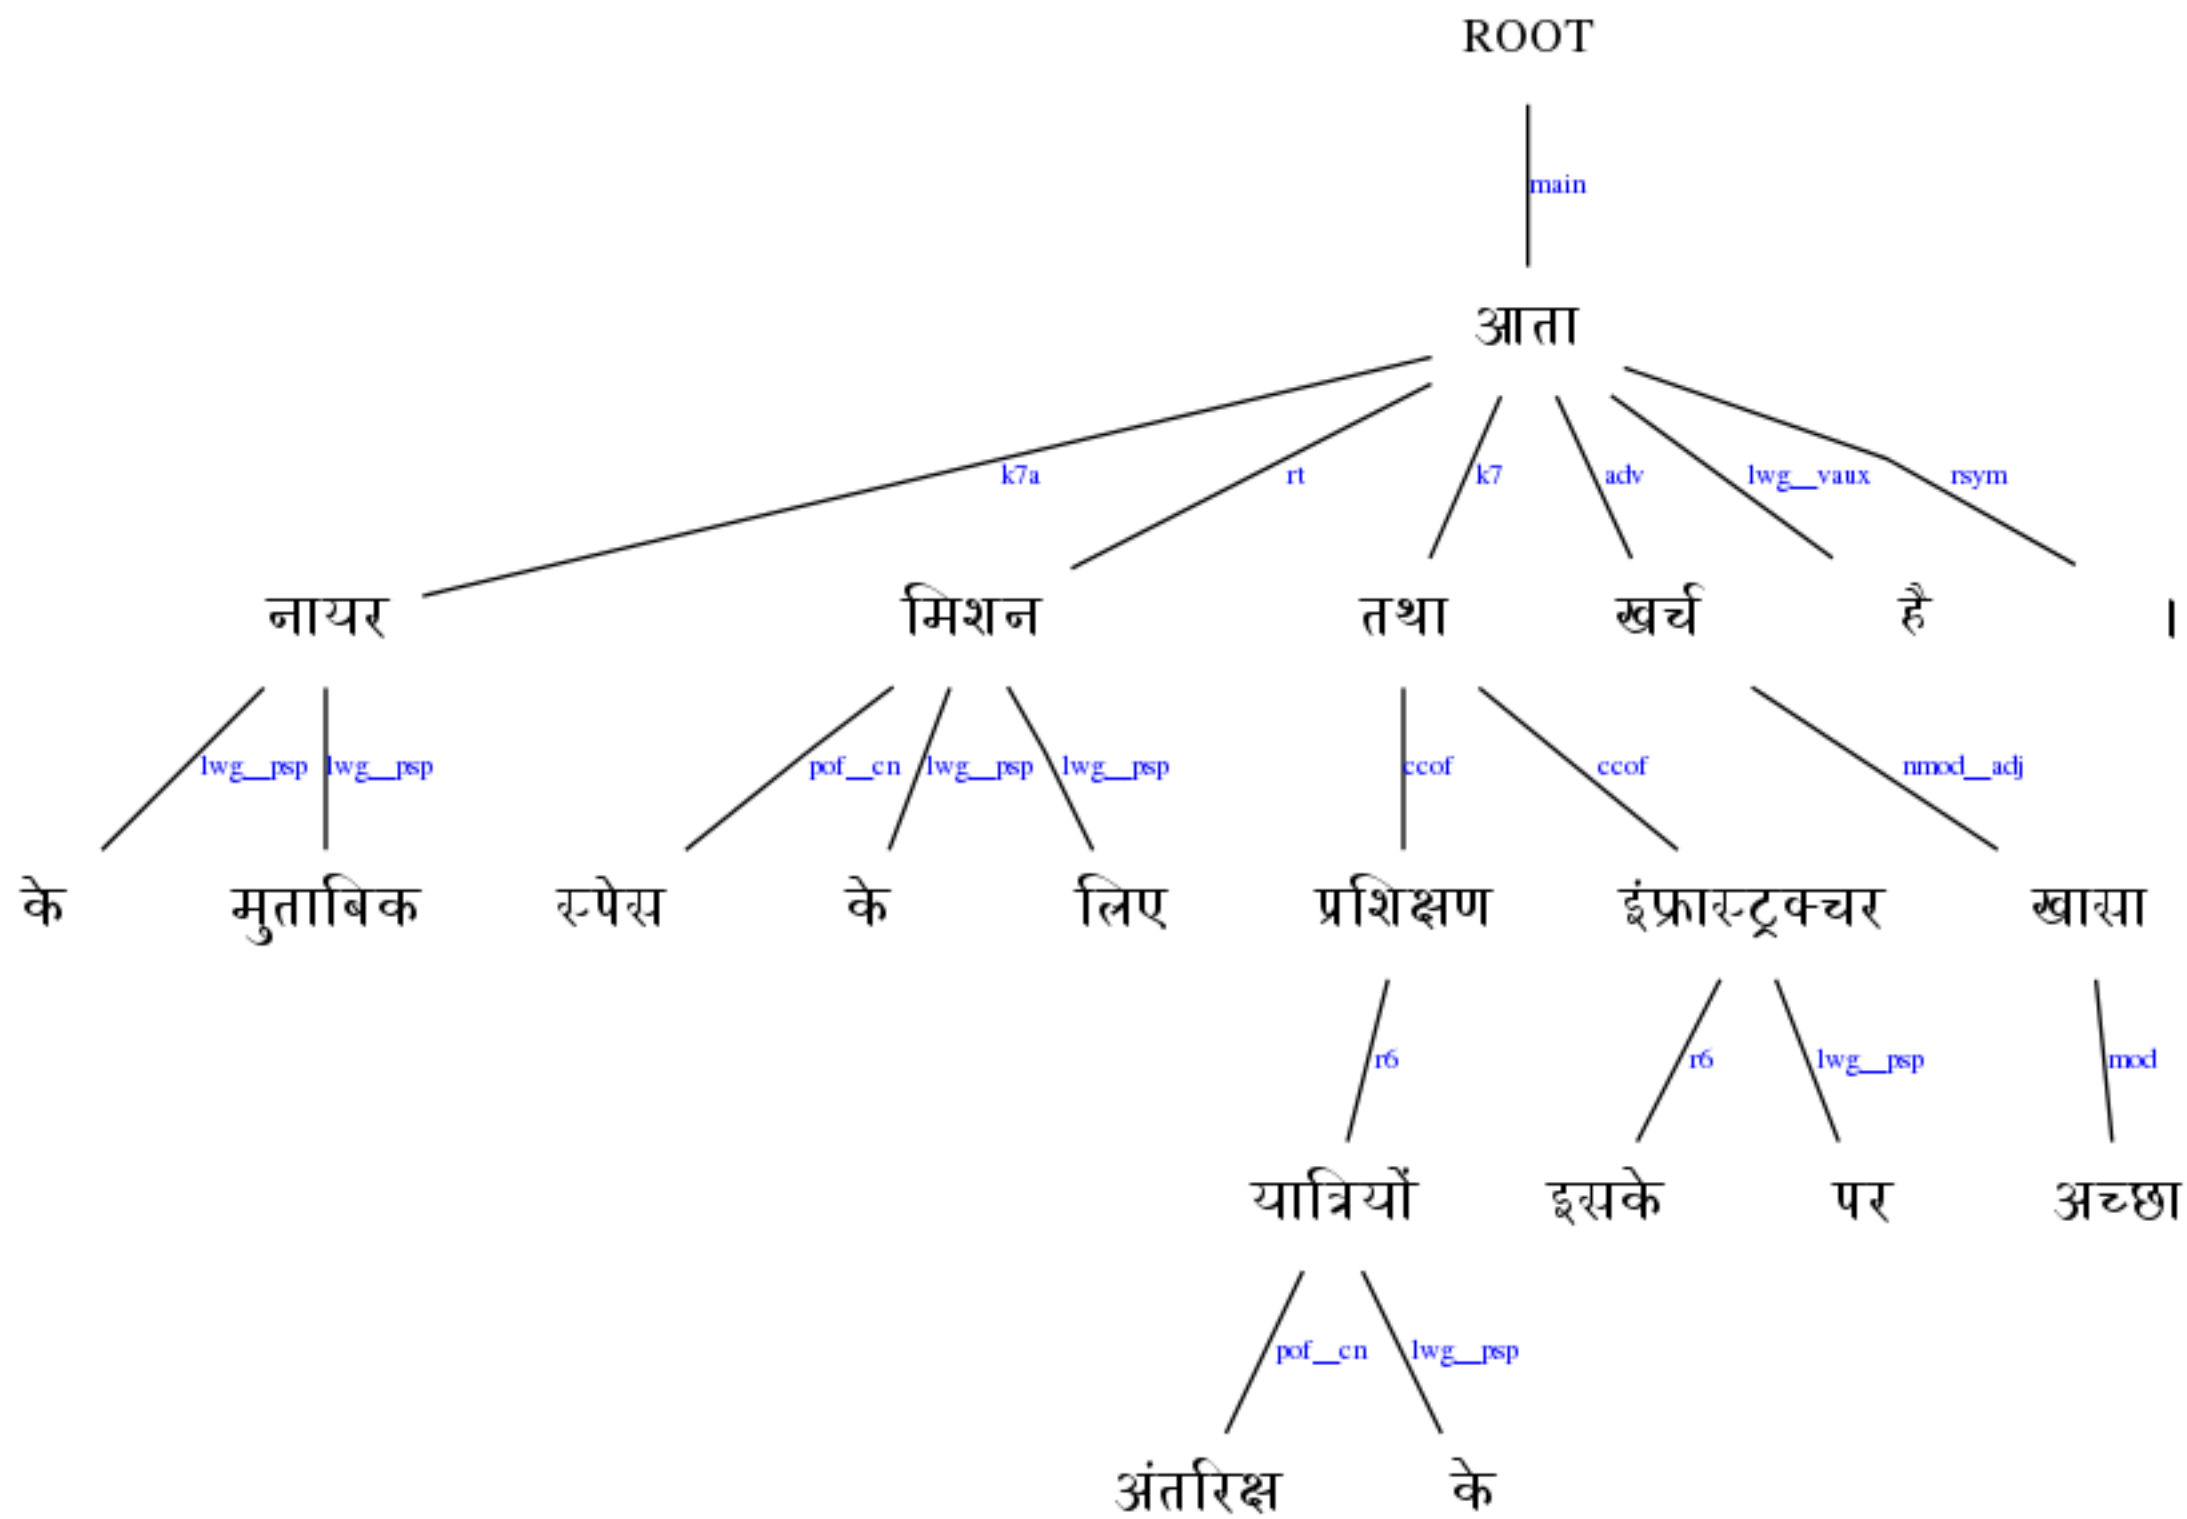 ROOT
main
आता
k7a rt k7 adv lwg__vaux rsym
नायर मिशन तथा खर्च है ।
lwg__psp lwg__psp pof__cn lwg__psp lwg__psp ccof ccof nmod__adj
के मुताबिक स्पेस के लिए प्रशिक्षण इंफ्रास्ट्रक्चर खासा
r6 r6 lwg__psp mod
यात्रियों इसके पर अच्छा
pof__cn lwg__psp
अंतरिक्ष के